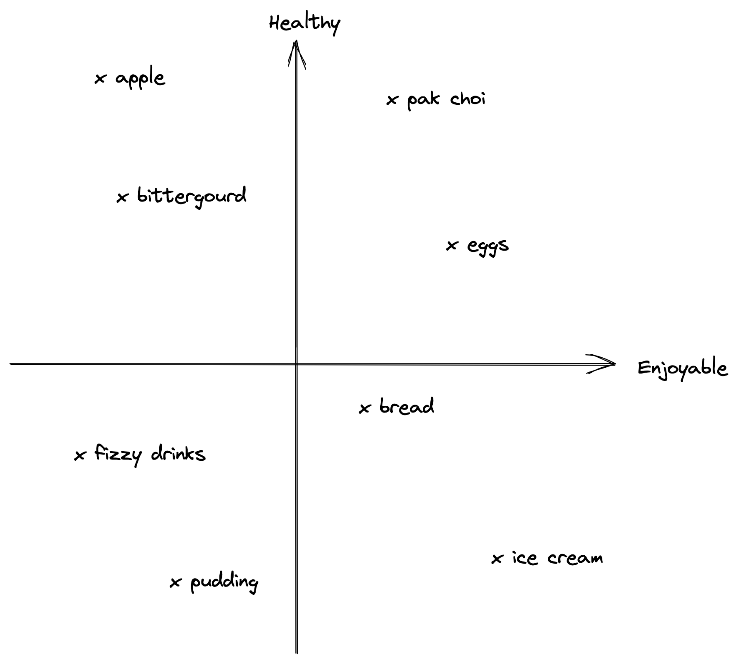 Healthy
x apple
x pak choi
x bittergourd
x eggs
Enjoyable
x bread
x fizzy drinks
x ice cream
x pudding